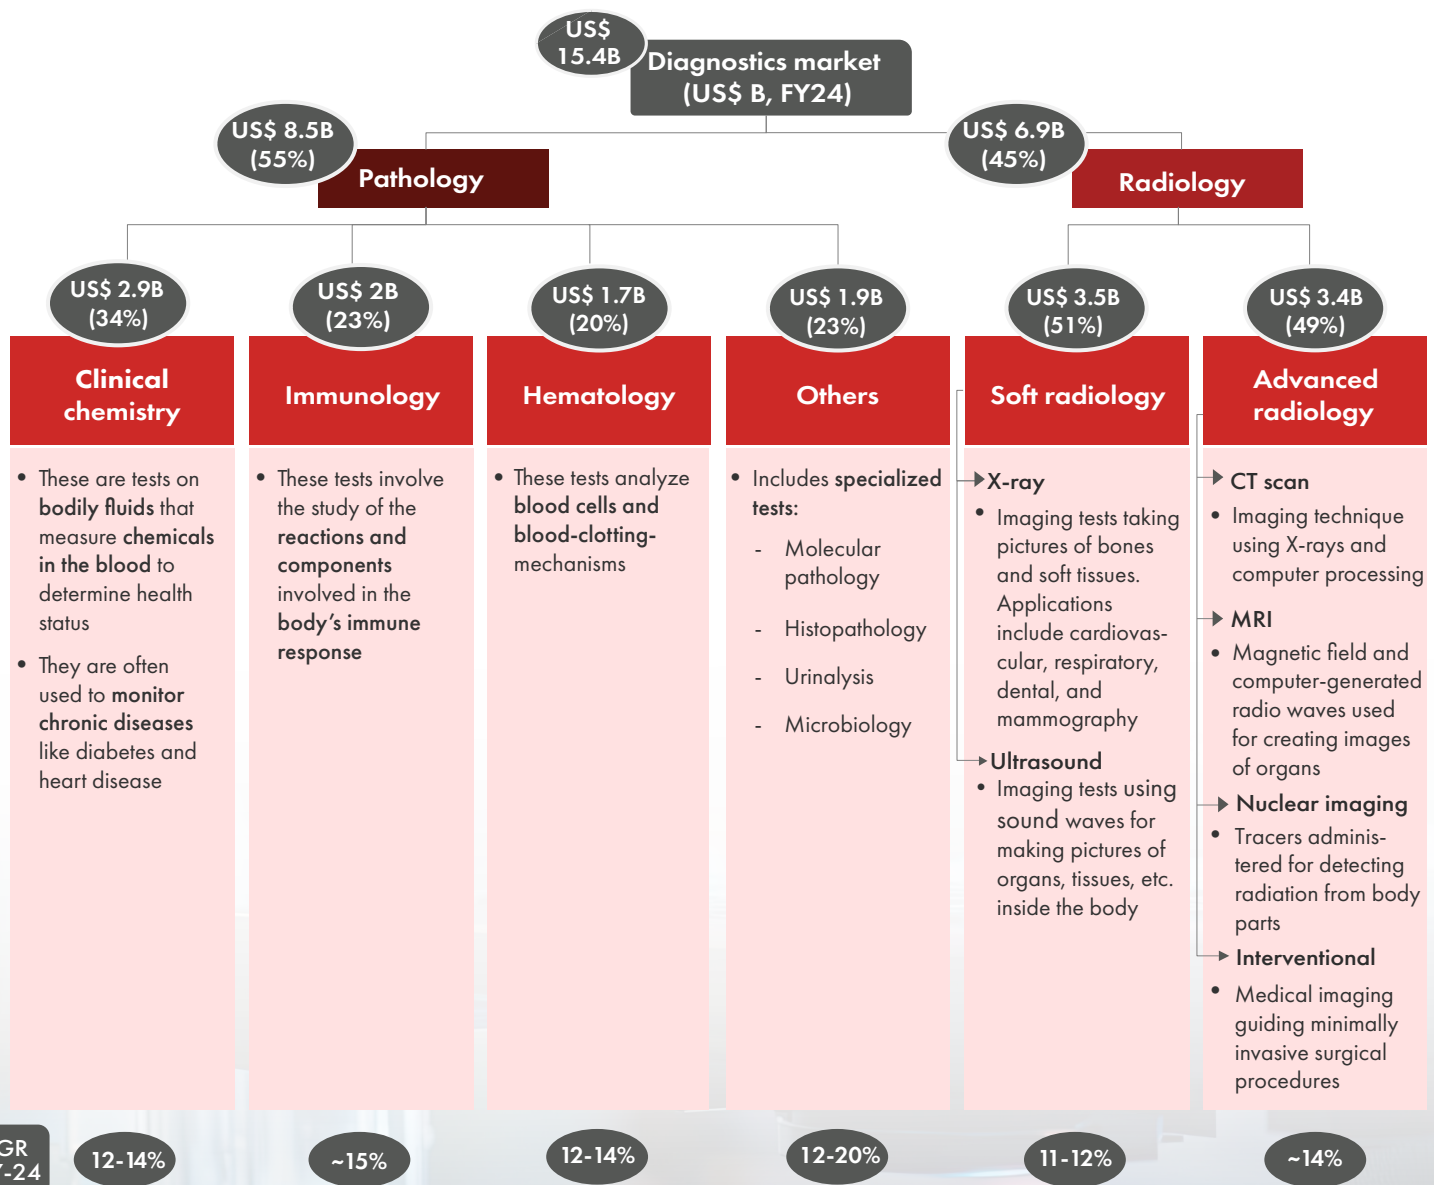 US$
15.4B
Diagnostics market
(US$ B, FY24)
US$ 8.5B
(55%)
Pathology
US$ 6.9B
(45%)
Radiology
US$ 2.9B
(34%)
Clinical
chemistry
• These are tests on
bodily fluids that
measure chemicals
in the blood to
determine health
status
• They are often
used to monitor
chronic diseases
like diabetes and
heart disease
US$ 2B
(23%)
Immunology
• These tests involve
the study of the
reactions and
components
involved in the
body's immune
response
US$ 1.7B
(20%)
Hematology
• These tests analyze
blood cells and
blood-clotting-
mechanisms
US$ 1.9B
(23%)
Others
• Includes specialized
tests:
- Molecular
pathology
- Histopathology
- Urinalysis
- Microbiology
US$ 3.5B
(51%)
Soft radiology
X-ray
• Imaging tests taking
pictures of bones
and soft tissues.
Applications
include cardiovas-
cular, respiratory,
dental, and
mammography
Ultrasound
• Imaging tests using
sound waves for
making pictures of
organs, tissues, etc.
inside the body
US$ 3.4B
(49%)
Advanced
radiology
CT scan
• Imaging technique
using X-rays and
computer processing
MRI
• Magnetic field and
computer-generated
radio waves used
for creating images
of organs
Nuclear imaging
• Tracers adminis-
tered for detecting
radiation from body
parts
Interventional
• Medical imaging
guiding minimally
invasive surgical
procedures
GR
-24
12-14%
~15%
12-14%
12-20%
11-12%
~14%